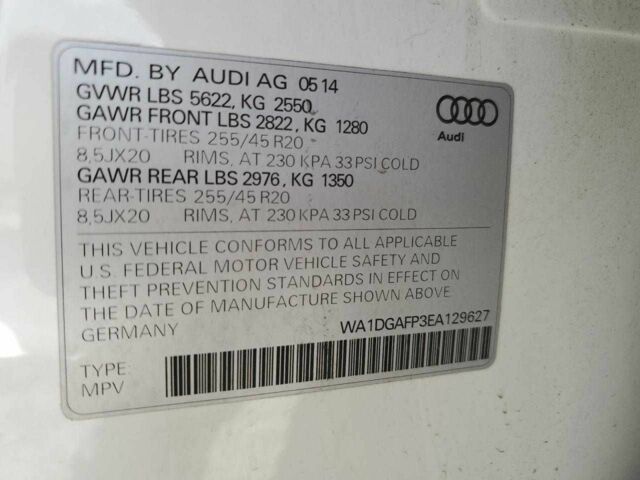 MFD. BY AUDI AG 0514
GVWR LBS 5622, KG 2550
GAWR FRONT LBS 2822, KG 1280
FRONT-TIRES 255/45 R20
8,5JX20 RIMS, AT 230 KPA 33 PSI COLD
GAWR REAR LBS 2976, KG 1350
REAR-TIRES 255/45 R20
8,5JX20 RIMS, AT 230 KPA 33 PSI COLD
Audi
THIS VEHICLE CONFORMS TO ALL APPLICABLE
U.S. FEDERAL MOTOR VEHICLE SAFETY AND
THEFT PREVENTION STANDARDS IN EFFECT ON
THE DATE OF MANUFACTURE SHOWN ABOVE
GERMANY WA1DGAFP3EA129627
TYPE:
MPV